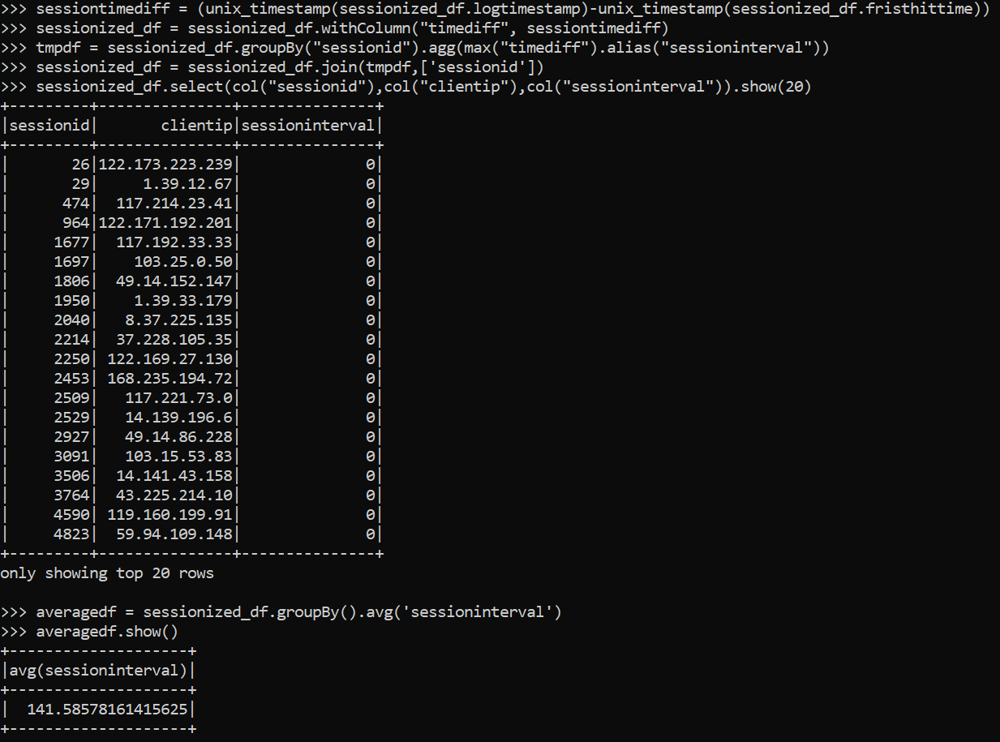 >>> sessiontimediff = (unix_timestamp(sessionized_df.logtimestamp)-unix_timestamp(sessionized_df.fristhittime))
>>> sessionized_df = sessionized_df.withColumn("timediff", sessiontimediff)
>>> tmpdf = sessionized_df.groupBy("sessionid").agg(max("timediff").alias("sessioninterval"))
>>> sessionized_df = sessionized_df.join(tmpdf,['sessionid'])
>>> sessionized_df.select(col("sessionid"),col("clientip"),col("sessioninterval")).show(20)
+---------+---------------+---------------+
|sessionid|       clientip|sessioninterval|
+---------+---------------+---------------+
|       26|122.173.223.239|              0|
|       29|     1.39.12.67|              0|
|      474|  117.214.23.41|              0|
|      964|122.171.192.201|              0|
|     1677|  117.192.33.33|              0|
|     1697|    103.25.0.50|              0|
|     1806|  49.14.152.147|              0|
|     1950|    1.39.33.179|              0|
|     2040|   8.37.225.135|              0|
|     2214|  37.228.105.35|              0|
|     2250| 122.169.27.130|              0|
|     2453| 168.235.194.72|              0|
|     2509|   117.221.73.0|              0|
|     2529|   14.139.196.6|              0|
|     2927|   49.14.86.228|              0|
|     3091|   103.15.53.83|              0|
|     3506|  14.141.43.158|              0|
|     3764|  43.225.214.10|              0|
|     4590| 119.160.199.91|              0|
|     4823|  59.94.109.148|              0|
+---------+---------------+---------------+
only showing top 20 rows

>>> averagedf = sessionized_df.groupBy().avg('sessioninterval')
>>> averagedf.show()
+--------------------+
|avg(sessioninterval)|
+--------------------+
|  141.58578161415625|
+--------------------+